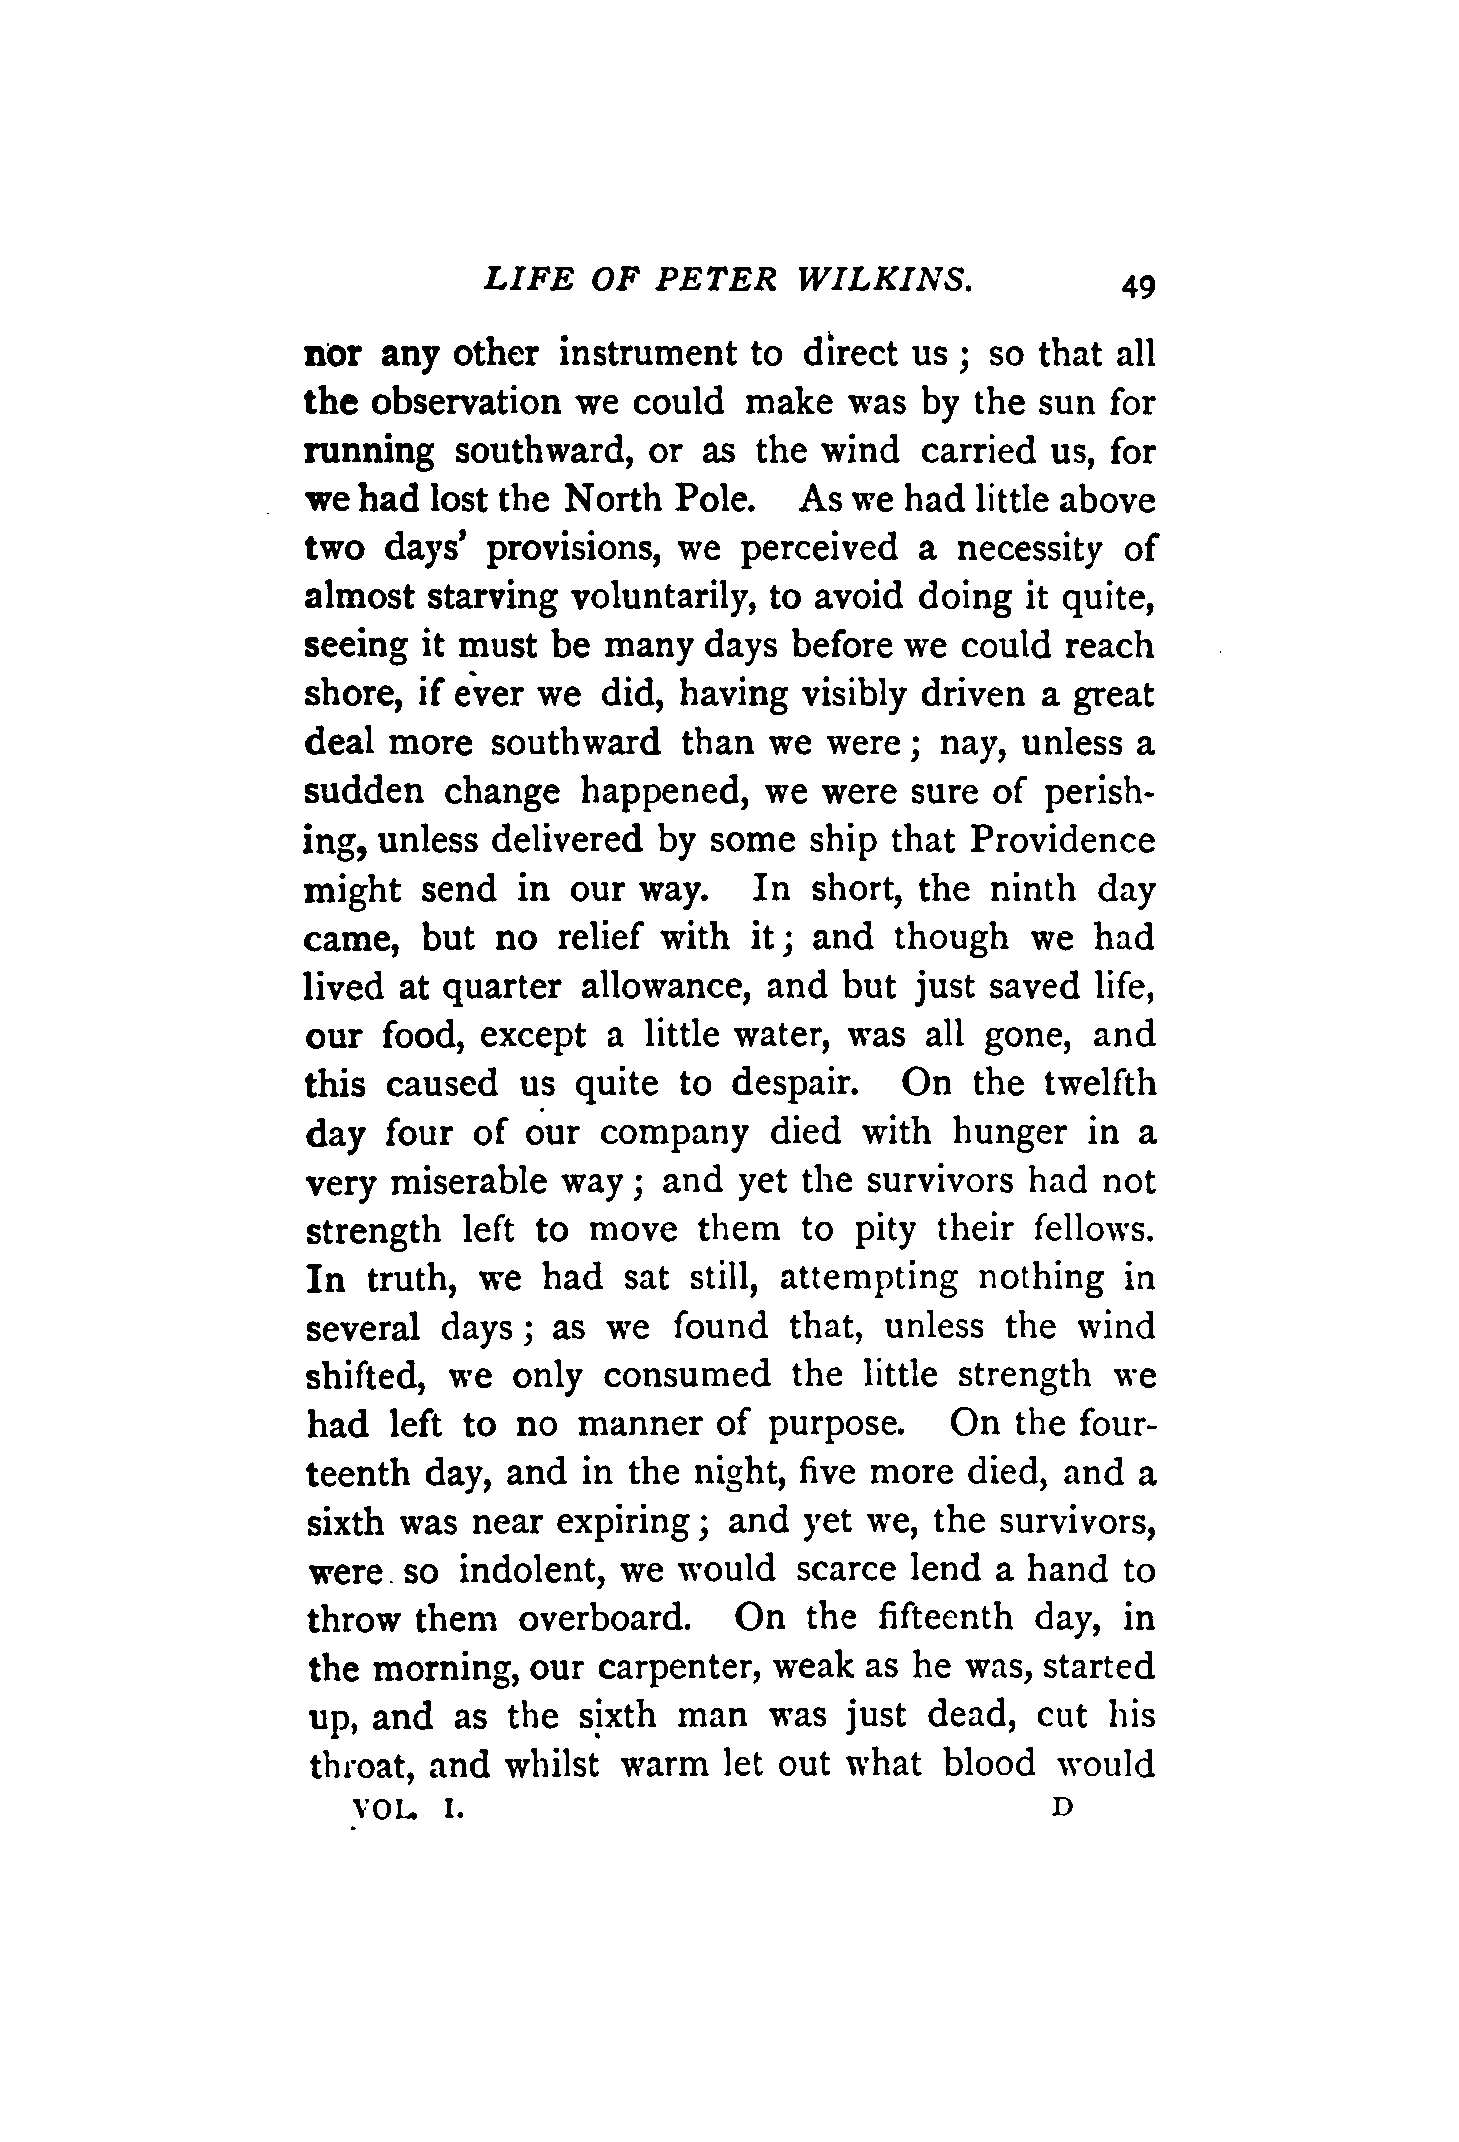 LIFE OF PETER WILKINS. 49
nor any other instrument to direct us ; so that all
the observation we could make was by the sun for
running southward, or as the wind carried us, for
we had lost the North Pole. As we had little above
two days' provisions, we perceived a necessity of
almost starving voluntarily, to avoid doing it quite,
seeing it must be many days before we could reach
shore, if ever we did, having visibly driven a great
deal more southward than we were ; nay, unless a
sudden change happened, we were sure of perish-
ing, unless delivered by some ship that Providence
might send in our way. In short, the ninth day
came, but no relief with it ; and though we had
lived at quarter allowance, and but just saved life,
our food, except a little water, was all gone, and
this caused us quite to despair. On the twelfth
day four of our company died with hunger in a
very miserable way ; and yet the survivors had not
strength left to move them to pity their fellows.
In truth, we had sat still, attempting nothing in
several days ; as we found that, unless the wind
shifted, we only consumed the little strength we
had left to no manner of purpose. On the four-
teenth day, and in the night, five more died, and a
sixth was near expiring ; and yet we, the survivors,
were so indolent, we would scarce lend a hand to
throw them overboard. On the fifteenth day, in
the morning, our carpenter, weak as he was, started
up, and as the sixth man was just dead, cut his
throat, and whilst warm let out what blood would
VOL. I. D